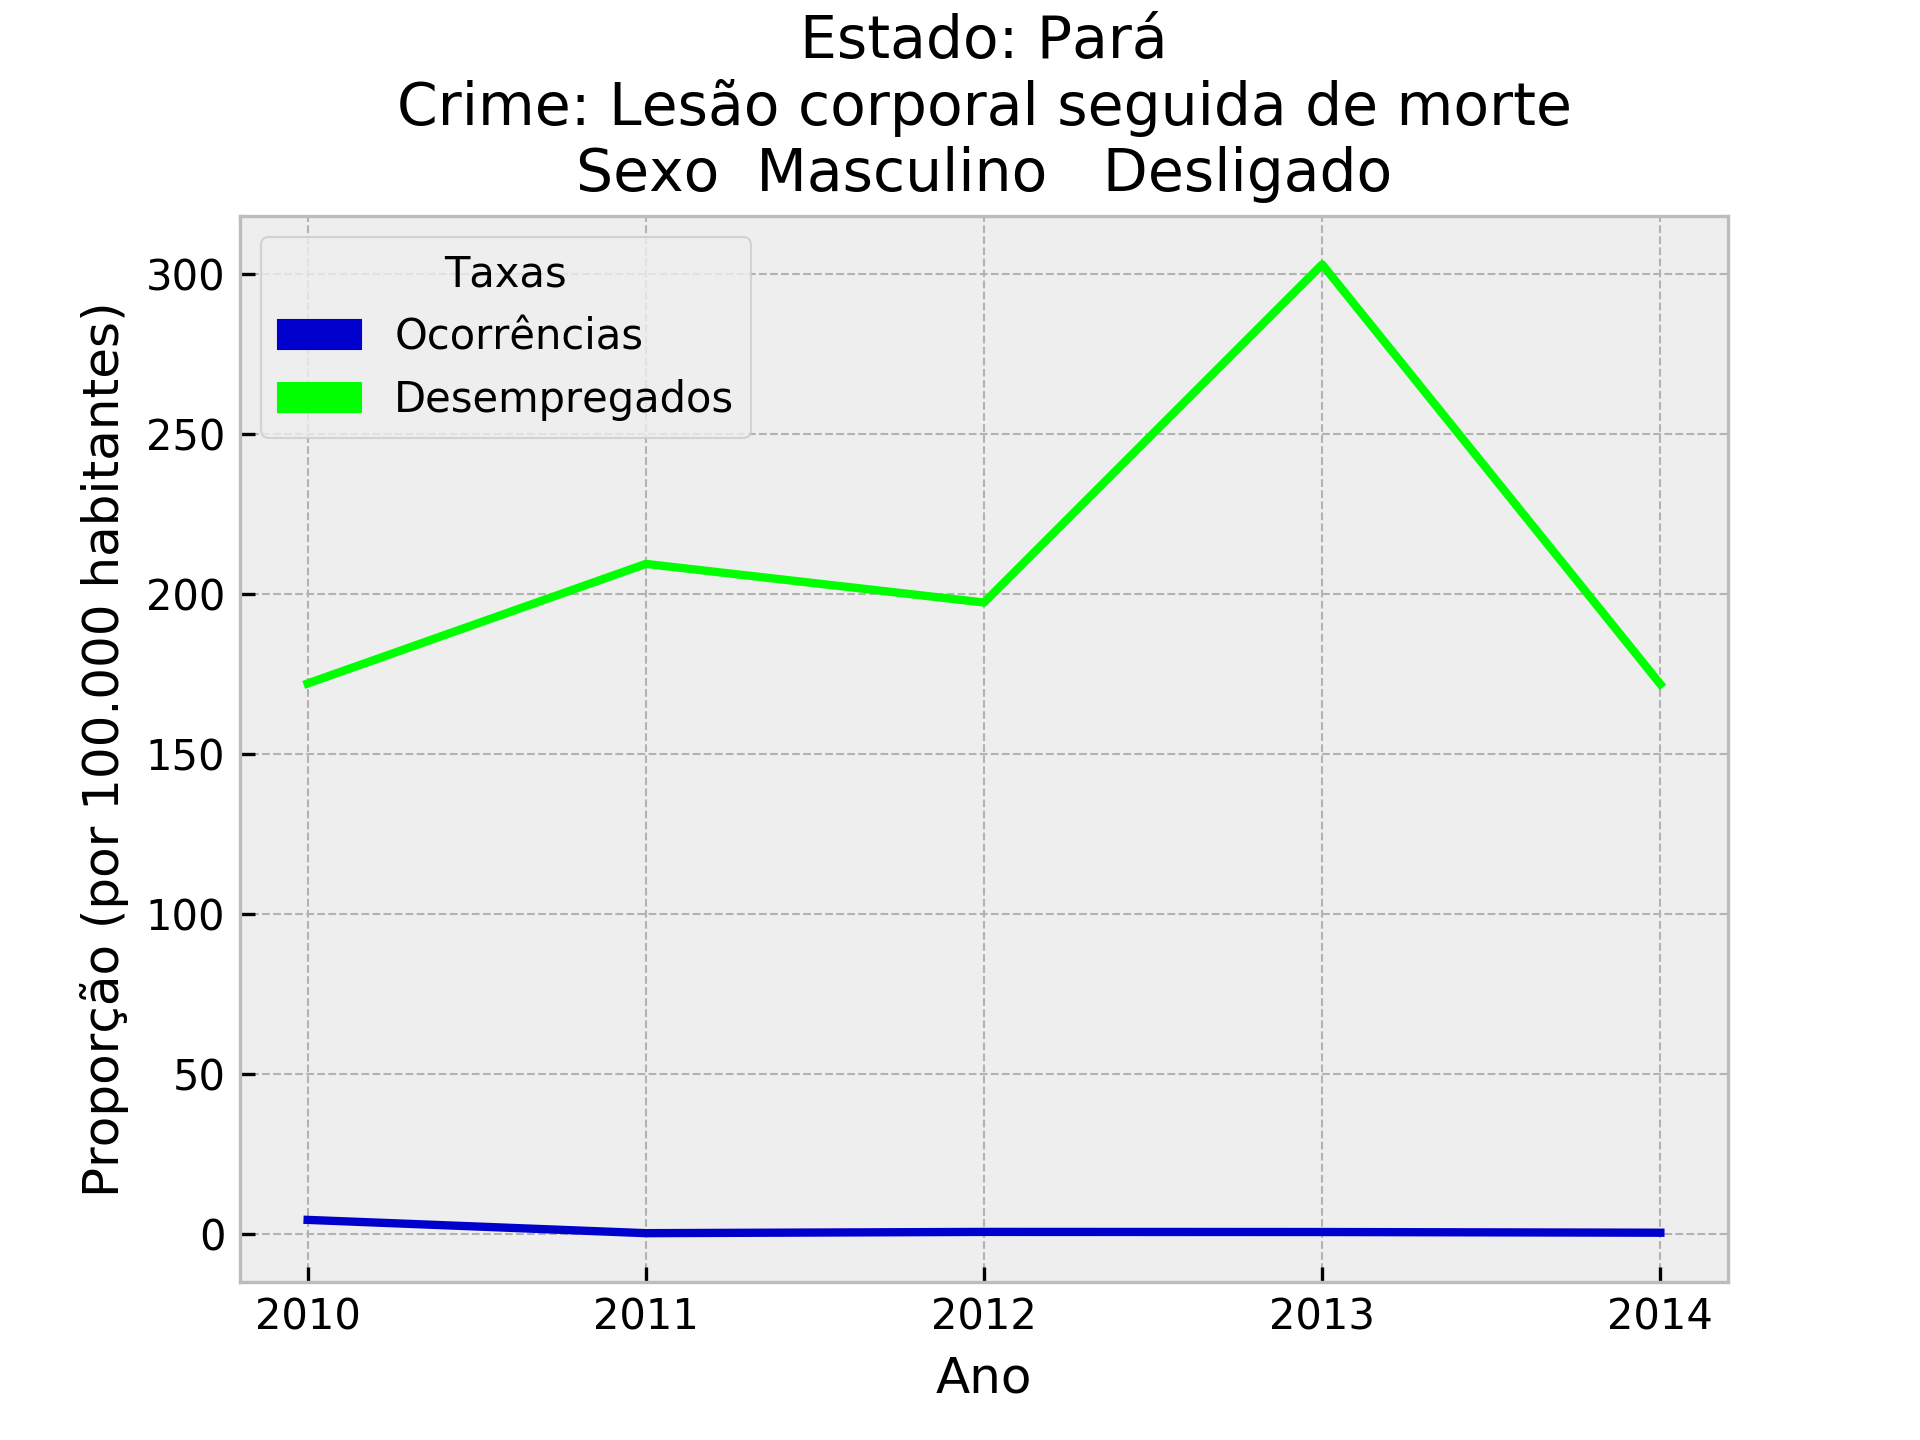 Estado: Pará
Crime: Lesão corporal seguida de morte
Sexo  Masculino   Desligado
Taxas
Ocorrências
Desempregados
Proporção (por 100.000 habitantes)
300
250
200
150
100
50
0
2010 2011 2012 2013 2014
Ano